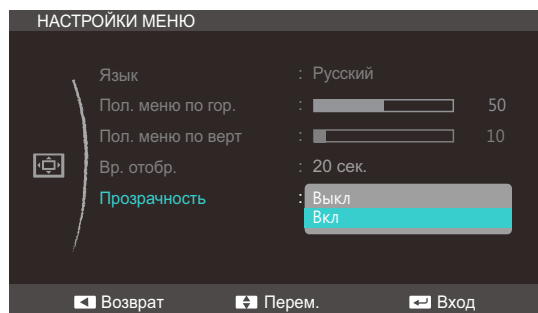 НАСТРОЙКИ МЕНЮ
Язык : Русский
Пол. меню по гор. : 50
Пол. меню по верт : 10
Вр. отобр. : 20 сек.
Прозрачность : Выкл
Вкл
Возврат Перем. Вход